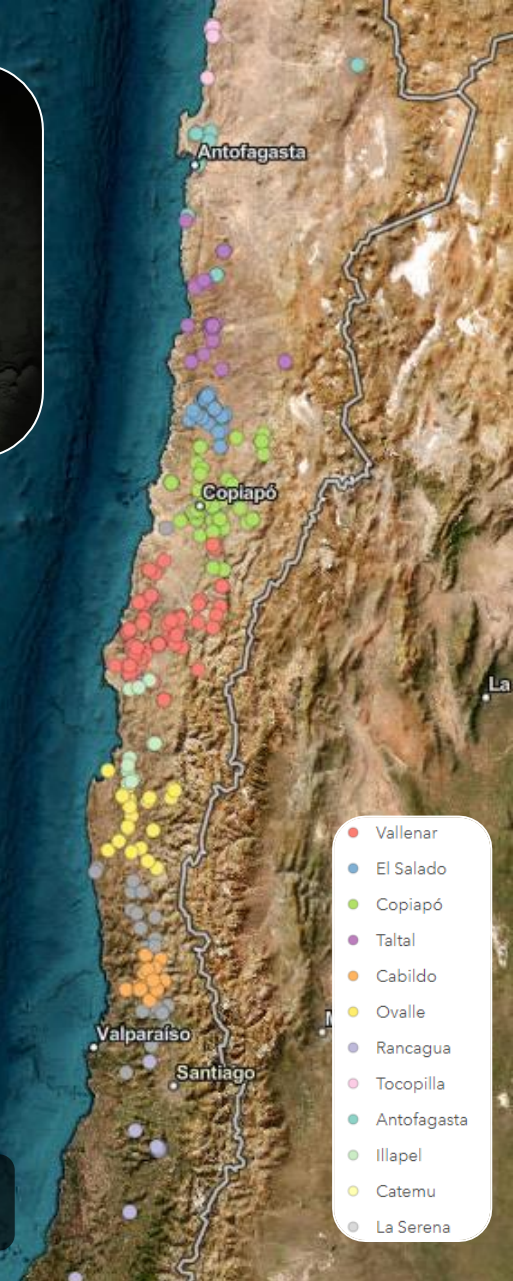 Antofagasta
Copiapó
La
Vallenar
El Salado
Copiapó
Taltal
Cabildo
Ovalle
Rancagua
Tocopilla
Antofagasta
Illapel
Catemu
La Serena
Valparaíso
Santiago